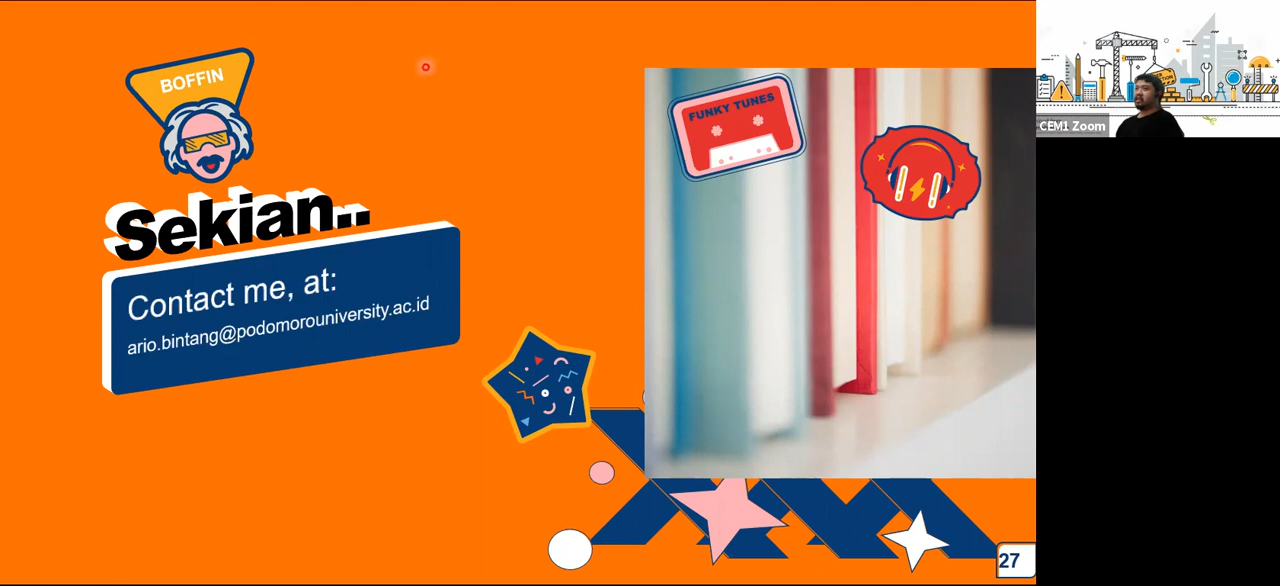 BOFFIN
Sekian..
Contact me, at:
ario.bintang@podomorouniversity.ac.id
FUNKY TUNES
27
CEM1 Zoom